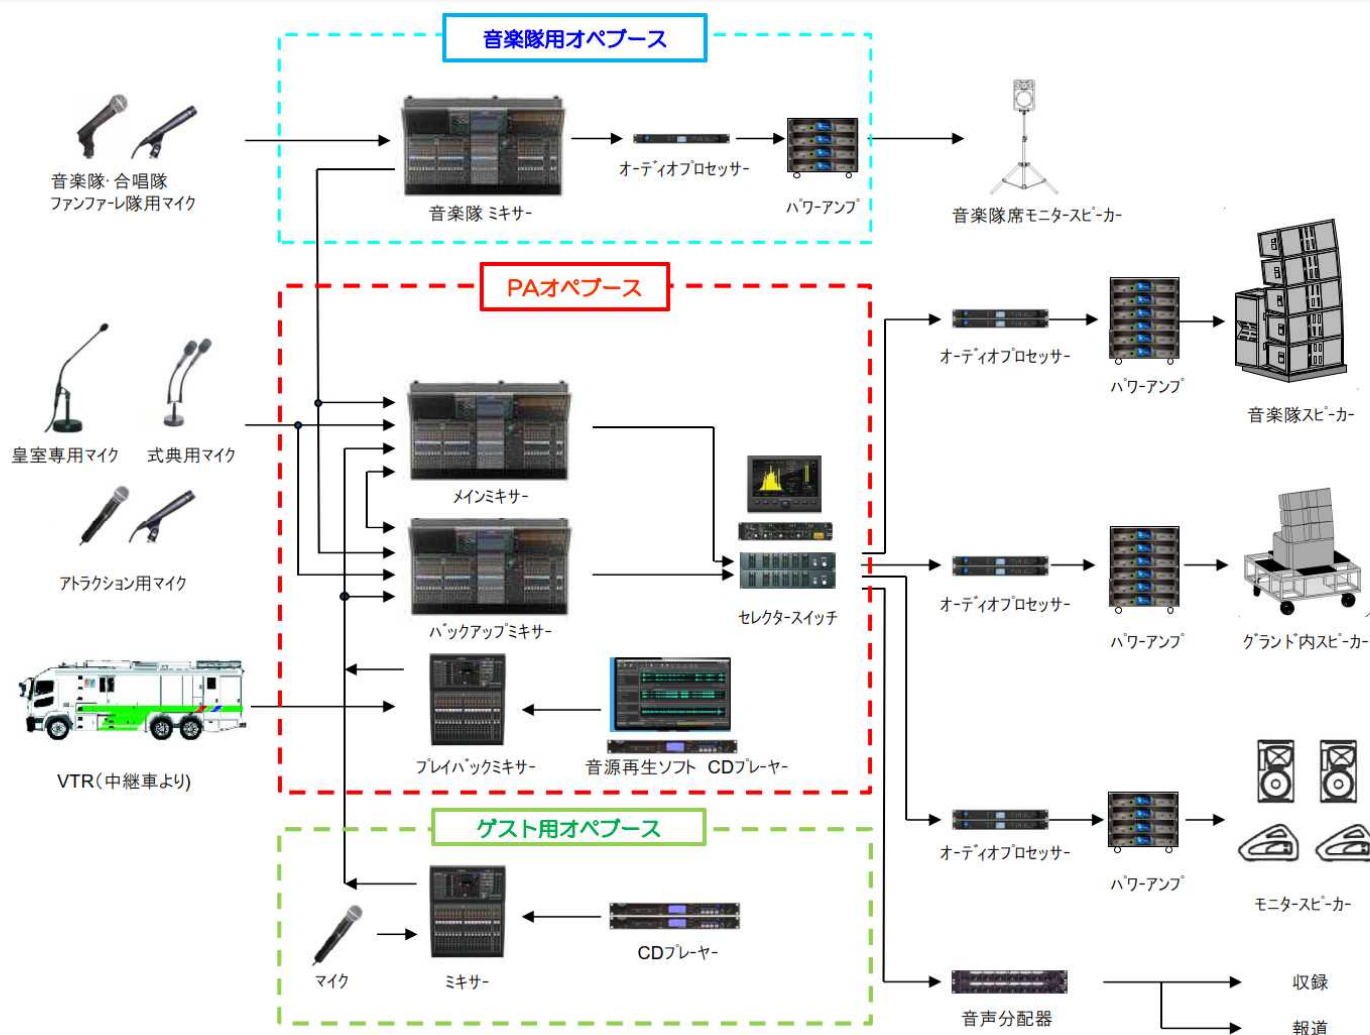 音楽隊用オペブース
音楽隊・合唱隊
ファンファーレ隊用マイク
音楽隊 ミキサー
オーディオプロセッサー
パワーアンプ
音楽隊席モニタースピーカー
PAオペブース
オーディオプロセッサー
パワーアンプ
音楽隊スピーカー
皇室専用マイク
式典用マイク
メインミキサー
アトラクション用マイク
バックアップミキサー
セレクタースイッチ
オーディオプロセッサー
パワーアンプ
グランド内スピーカー
VTR(中継車より)
プレイバックミキサー
音源再生ソフト CDプレーヤー
ゲスト用オペブース
オーディオプロセッサー
パワーアンプ
モニタースピーカー
マイク
ミキサー
CDプレーヤー
音声分配器
収録
報道